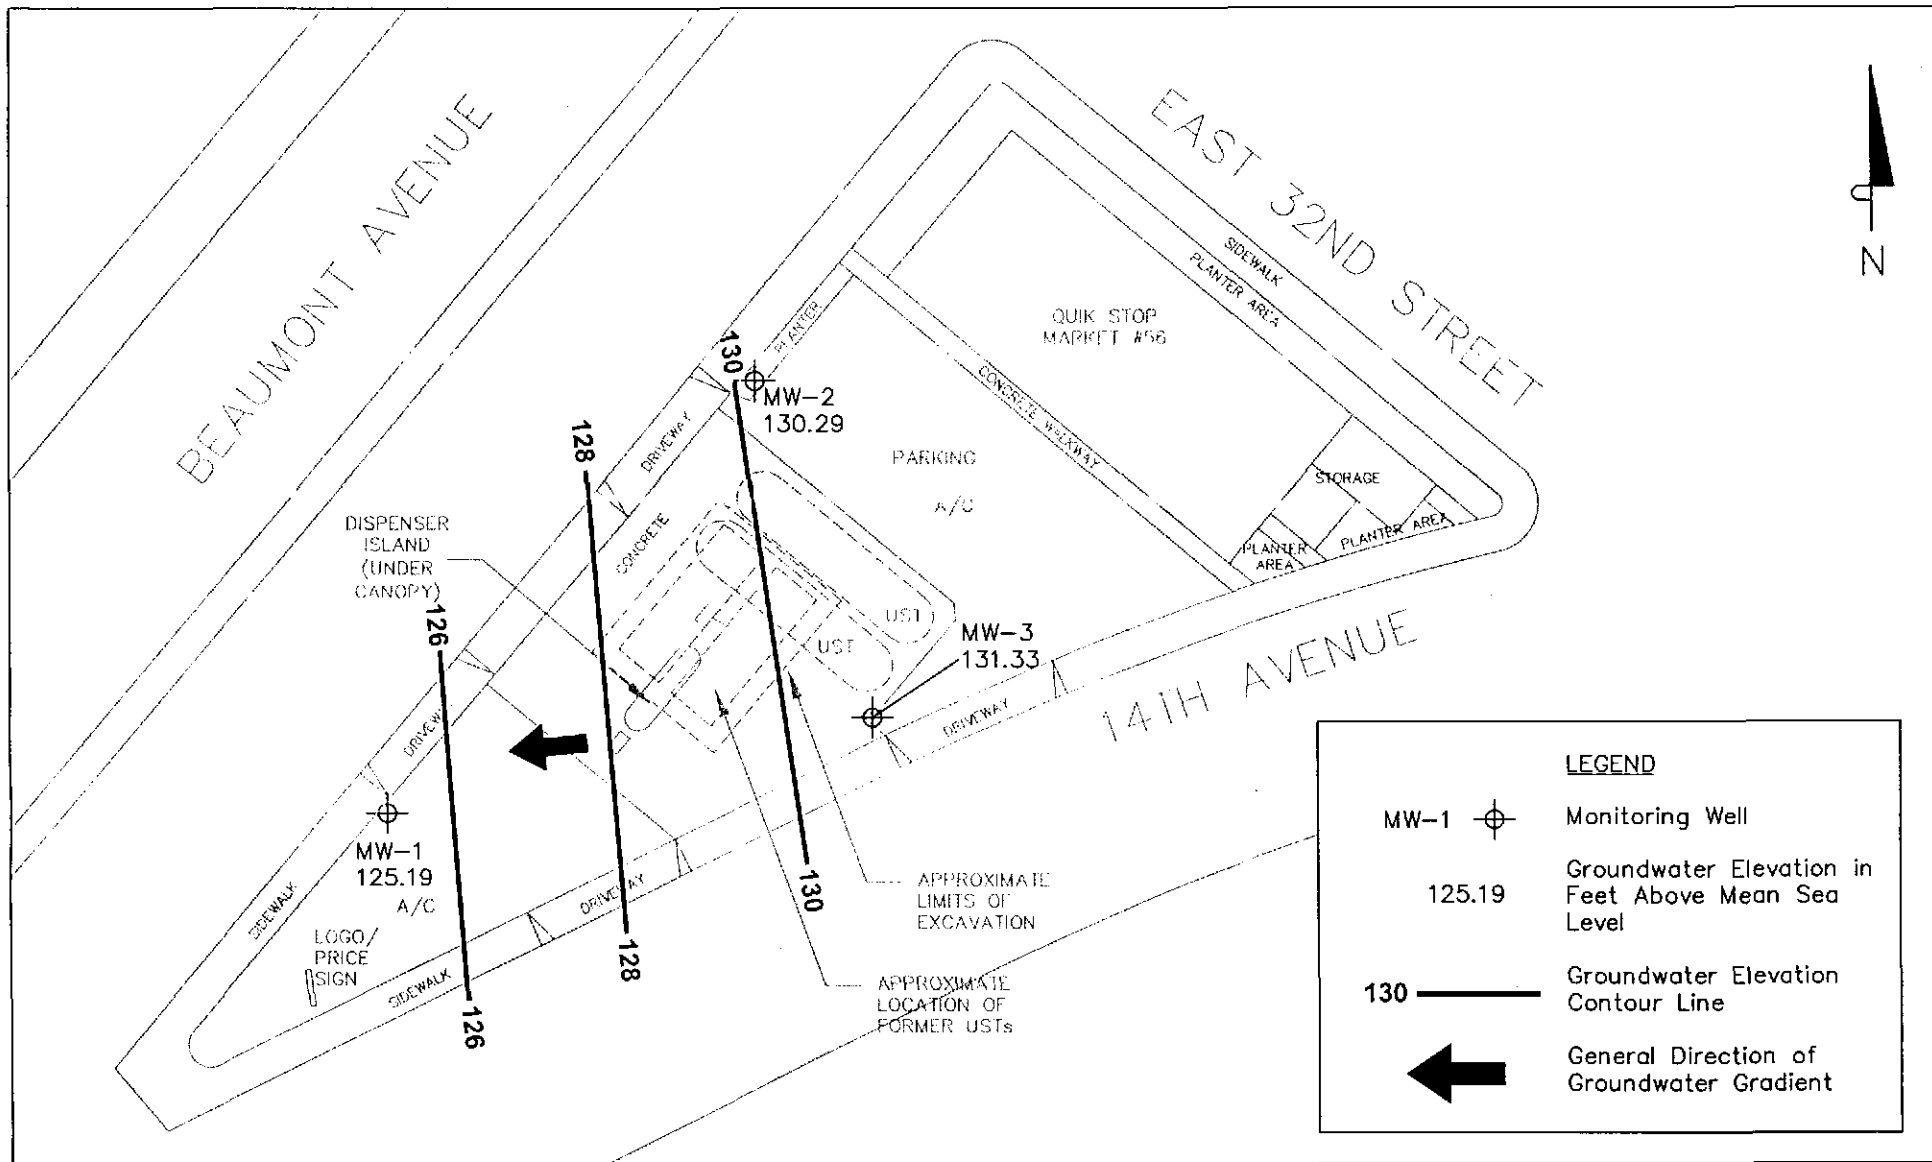 BEAUMONT AVENUE
EAST 32ND STREET
N
SIDEWALK
PLANTER AREA
PLANTER
QUIK STOP
MARKET #56
CONCRETE WALKWAY
130
MW-2
130.29
128
DRIVEWAY
PARKING
A/C
STORAGE
PLANTER AREA
PLANTER
AREA
DISPENSER
ISLAND
(UNDER
CANOPY)
CONCRETE
126
UST
UST
MW-3
131.33
14TH AVENUE
DRIVEWAY
DRIVEWAY
MW-1
125.19
A/C
SIDEWALK
LOGO/
PRICE
SIGN
SIDEWALK
DRIVEWAY
130
128
126
APPROXIMATE
LIMITS OF
EXCAVATION
APPROXIMATE
LOCATION OF
FORMER USTs
LEGEND
MW-1
Monitoring Well
125.19
Groundwater Elevation in
Feet Above Mean Sea
Level
130
Groundwater Elevation
Contour Line
General Direction of
Groundwater Gradient